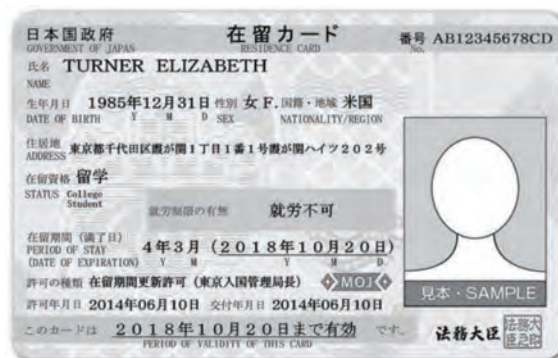 日本国政府 在留カード 番号 AB12345678CD
GOVERNMENT OF JAPAN RESIDENCE CARD No.
氏名 TURNER ELIZABETH
NAME
生年月日 1985年12月31日 性別 女 F. 国籍・地域 米国
DATE OF BIRTH Y M D SEX NATIONALITY/REGION
住居地 東京都千代田区霞が関1丁目1番1号霞が関ハイツ202号
ADDRESS
在留資格 留学
STATUS College
Student
就労制限の有無 就労不可
在留期間(満了日) 4年3月(2018年10月20日)
PERIOD OF STAY
(DATE OF EXPIRATION) Y M Y M D
許可の種類 在留期間更新許可(東京入国管理局長) MOJ
見本・SAMPLE
許可年月日 2014年06月10日 交付年月日 2014年06月10日
このカードは 2018年10月20日まで有効 です。
PERIOD OF VALIDITY OF THIS CARD
法務大臣